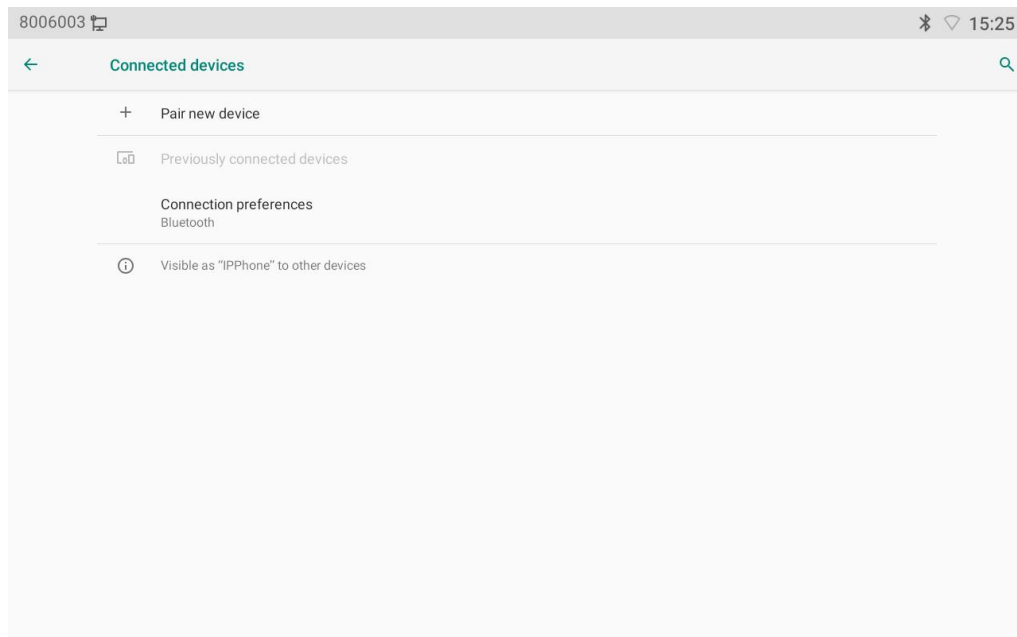 8006003 15:25
Connected devices
Pair new device
Previously connected devices
Connection preferences
Bluetooth
Visible as "IPPhone" to other devices